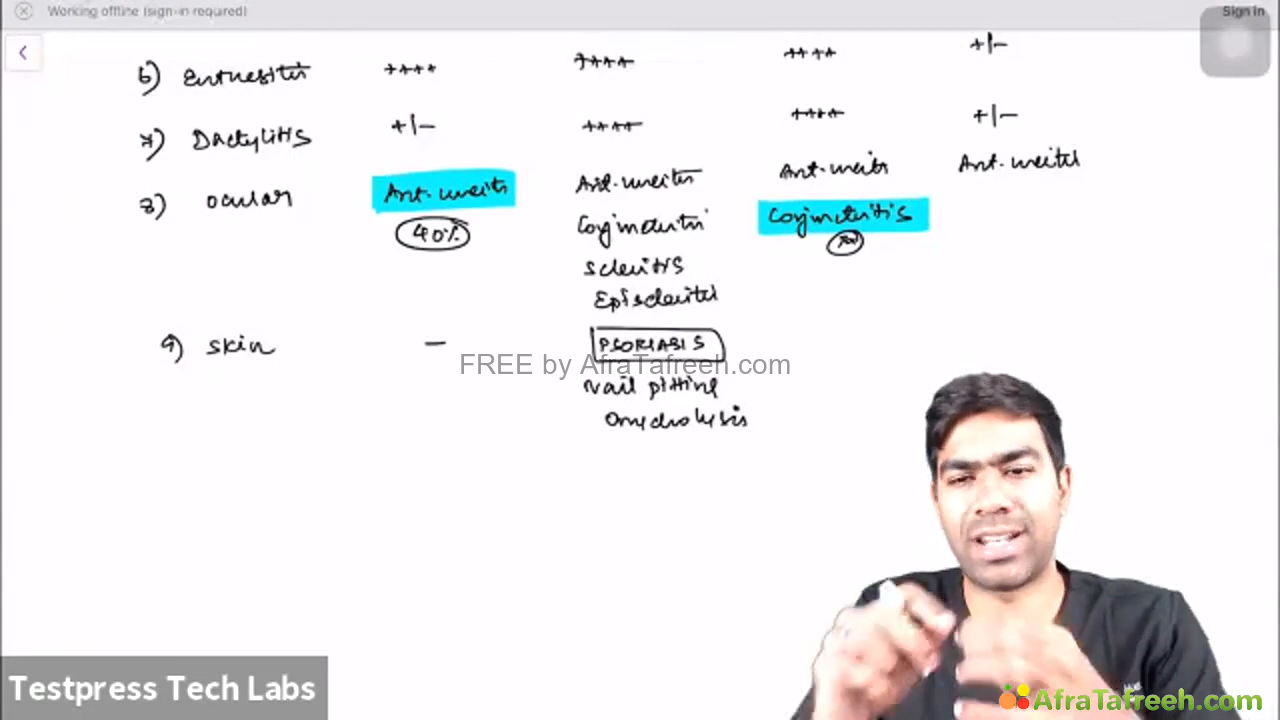 Working offline (sign-in required)
Sign in
6) Enthesitis ++++ ++++ ++++ +/-
7) Dactylitis +/- ++++ ++++ +/-
8) ocular Ant. uveitis Ant. uveitis Ant. uveitis Ant. uveitis
40% Conjunctivitis Conjunctivitis
Scleritis
Episcleritis
9) Skin — PSORIASIS
FREE by AfraTafreeh.com
Nail pitting
Onycholysis
Testpress Tech Labs
AfraTafreeh.com